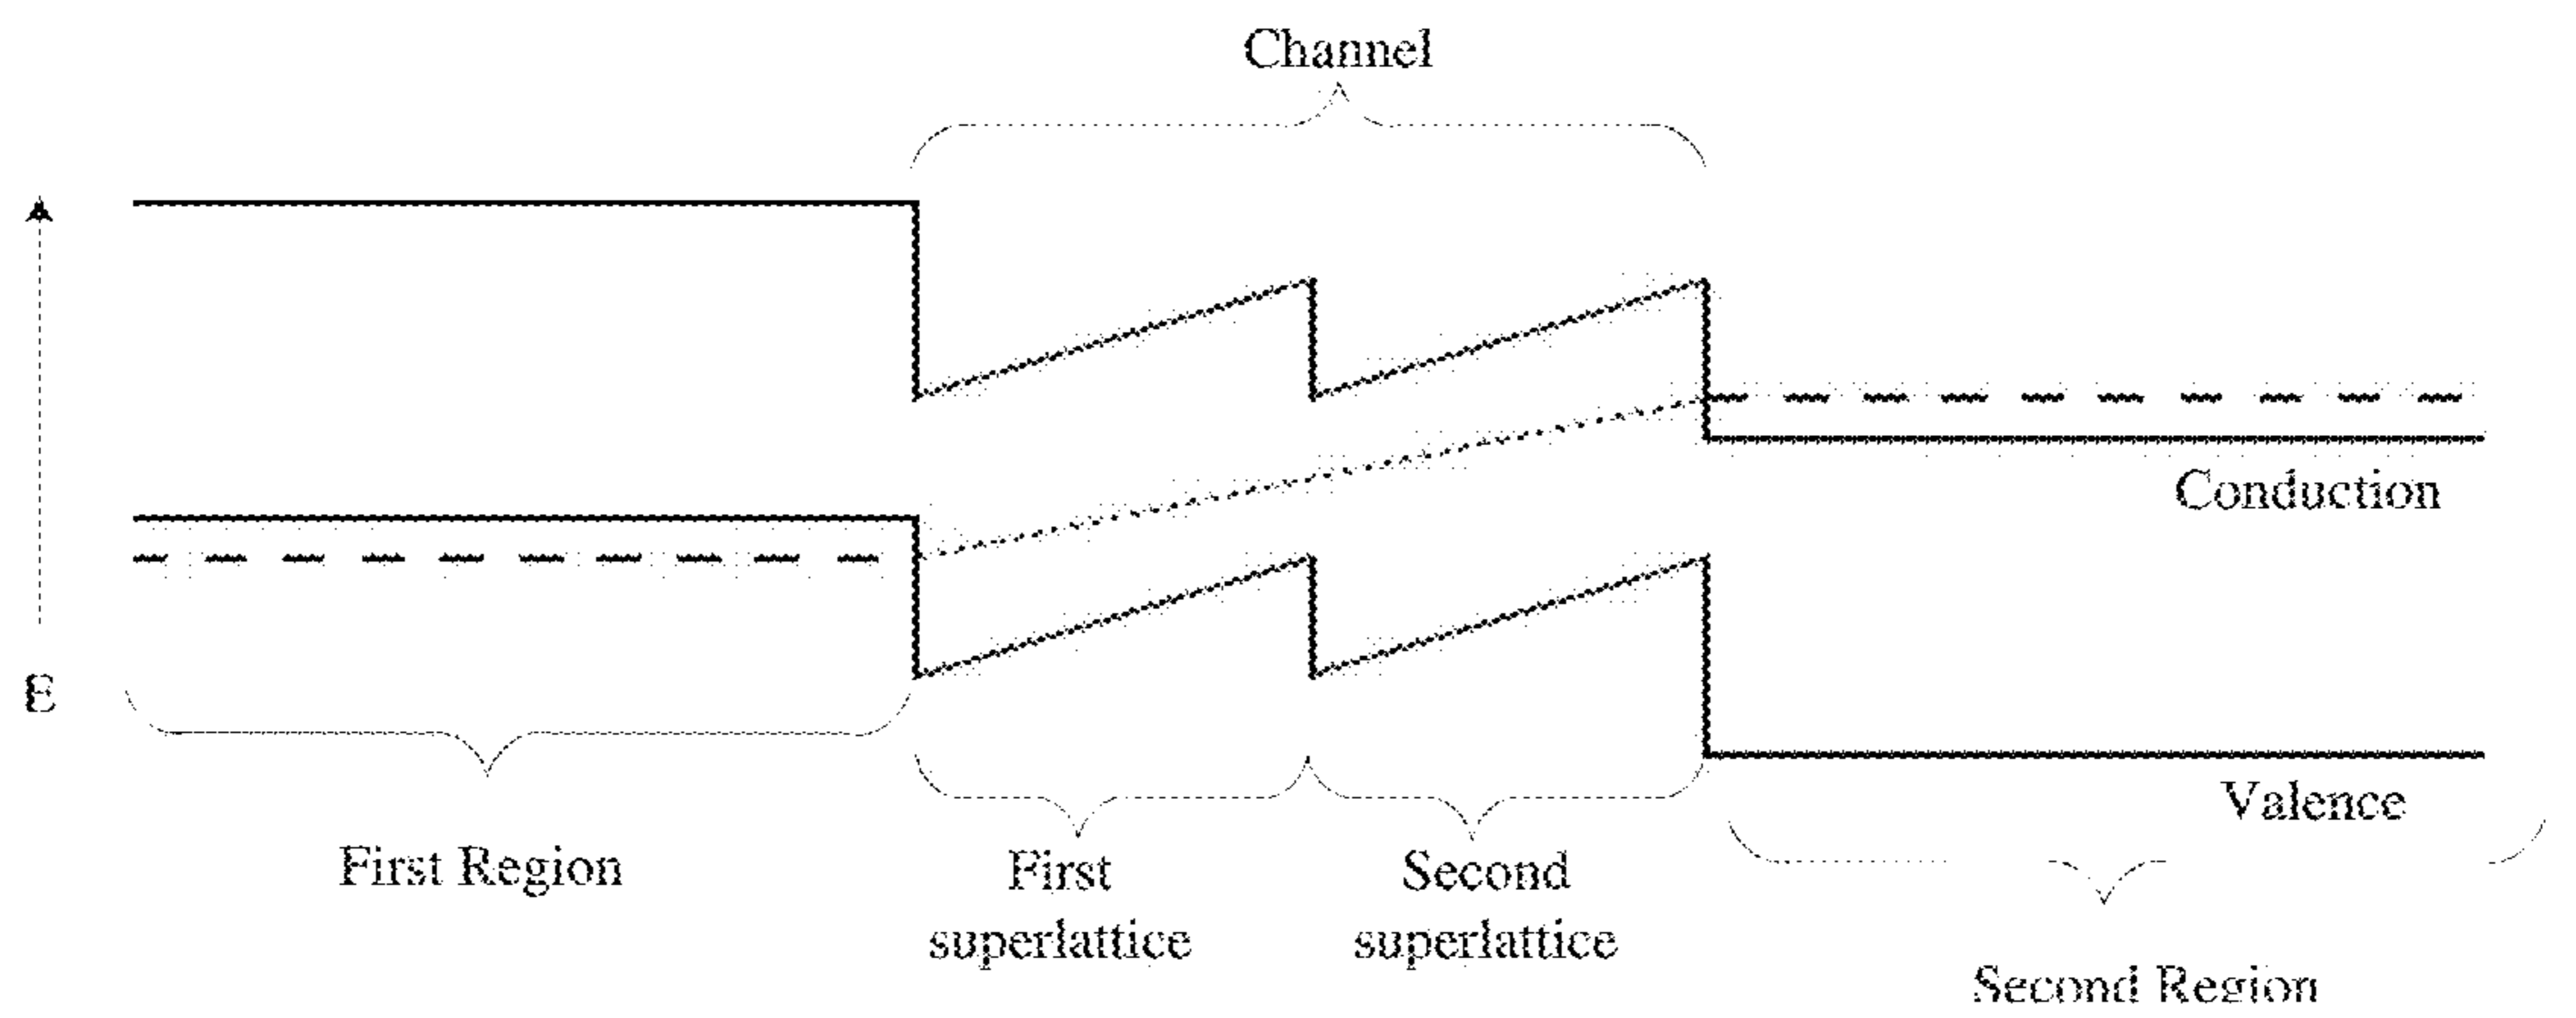 Channel
Conduction
E
Valence
First Region
First
superlattice
Second
superlattice
Second Region